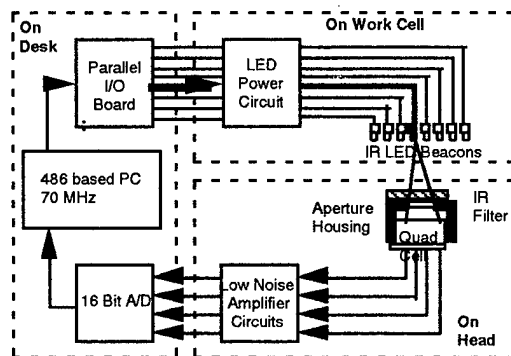 On
Desk
On Work Cell
Parallel
I/O
Board
LED
Power
Circuit
IR LED Beacons
486 based PC
70 MHz
Aperture
Housing
IR
Filter
Quad
Cell
16 Bit A/D
Low Noise
Amplifier
Circuits
On
Head